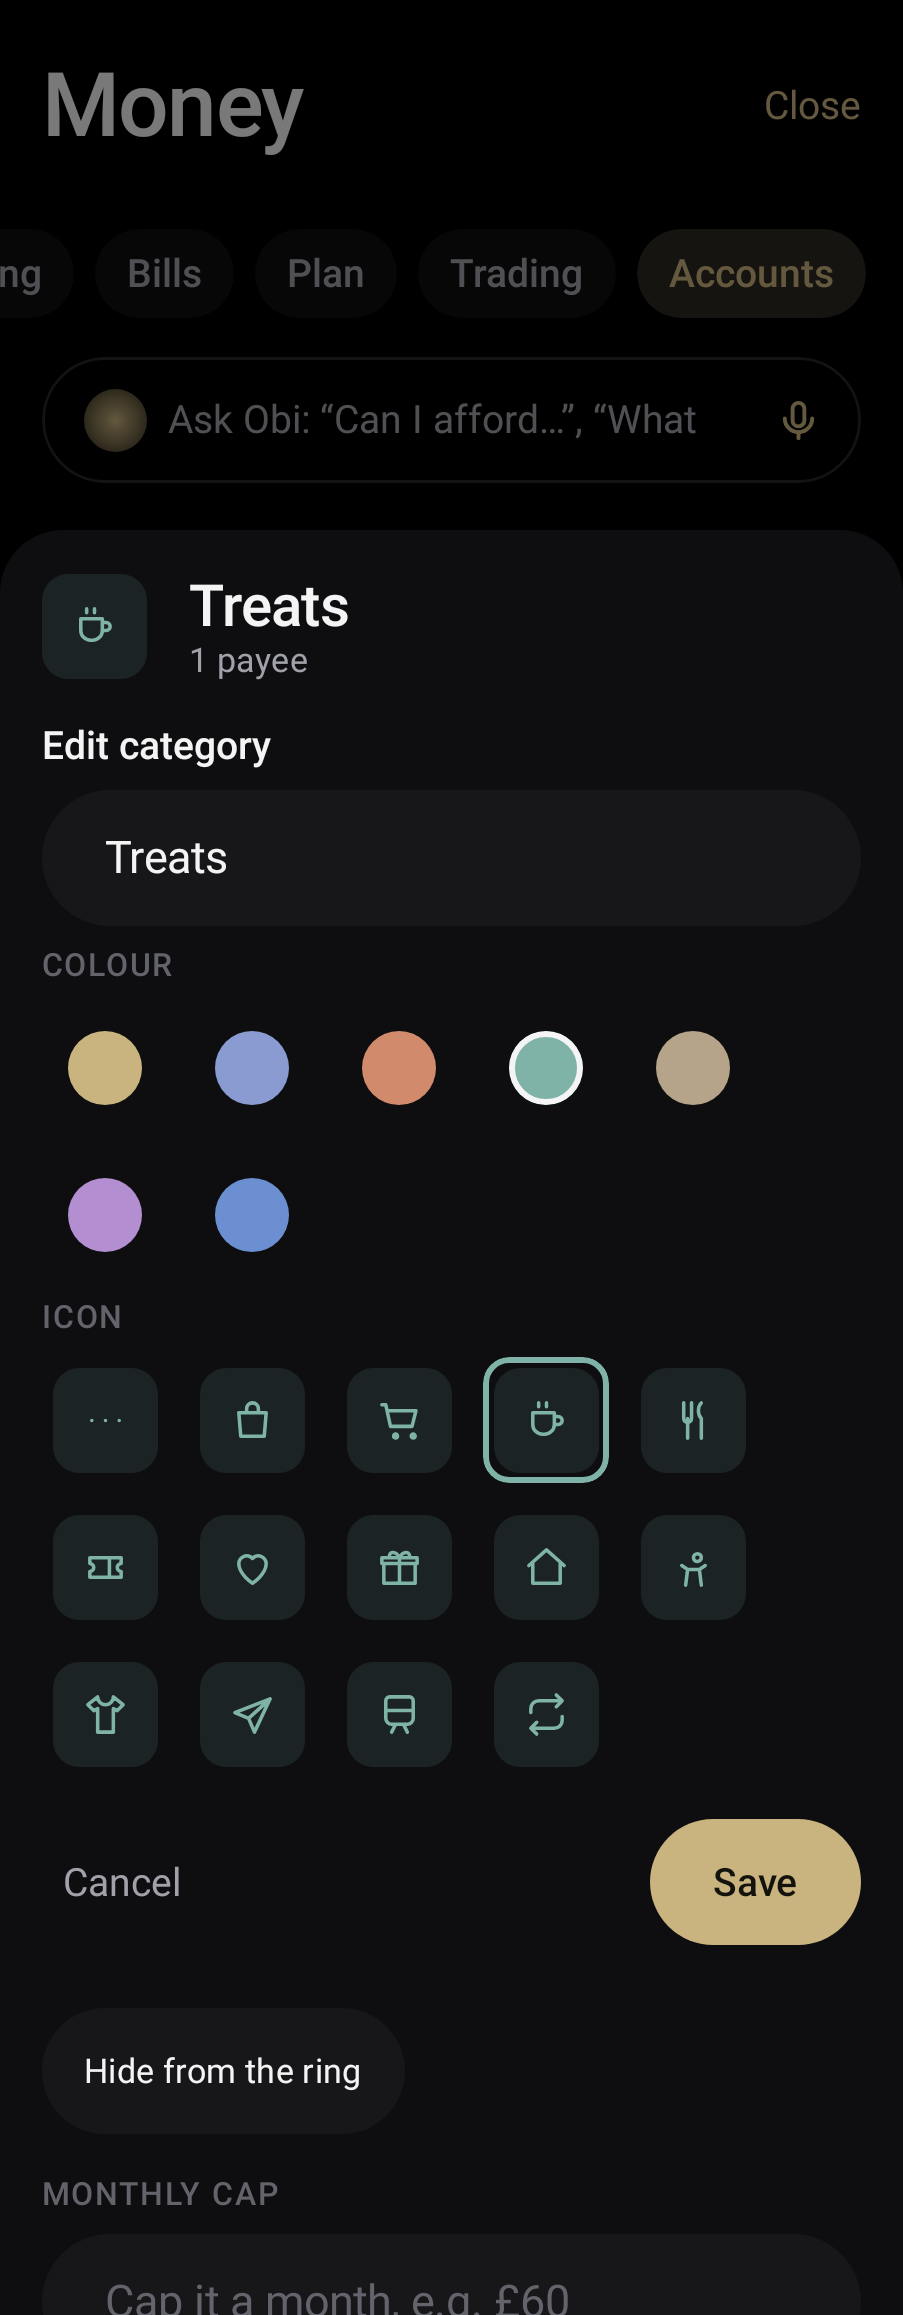 Money
Close
ng
Bills
Plan
Trading
Accounts
Ask Obi: “Can I afford…”, “What
Treats
1 payee
Edit category
Treats
COLOUR
ICON
Cancel
Save
Hide from the ring
MONTHLY CAP
Cap it a month, e.g. £60